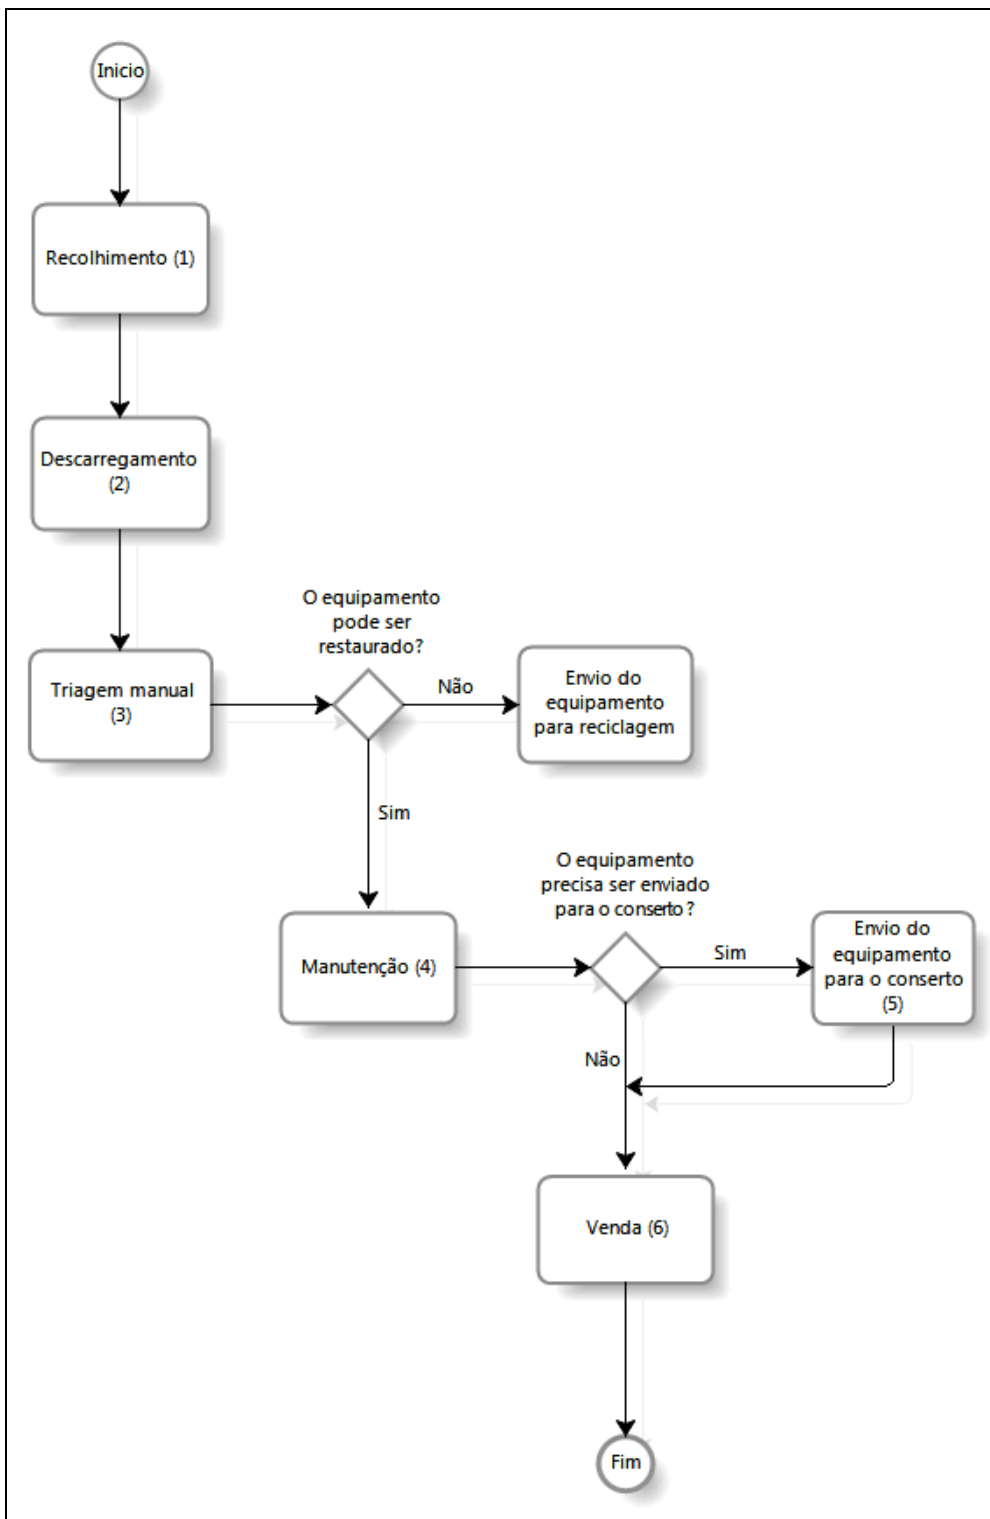 Inicio
Recolhimento (1)
Descarregamento
(2)
Triagem manual
(3)
O equipamento
pode ser
restaurado?
Não
Envio do
equipamento
para reciclagem
Sim
Manutenção (4)
O equipamento
precisa ser enviado
para o conserto?
Sim
Envio do
equipamento
para o conserto
(5)
Não
Venda (6)
Fim